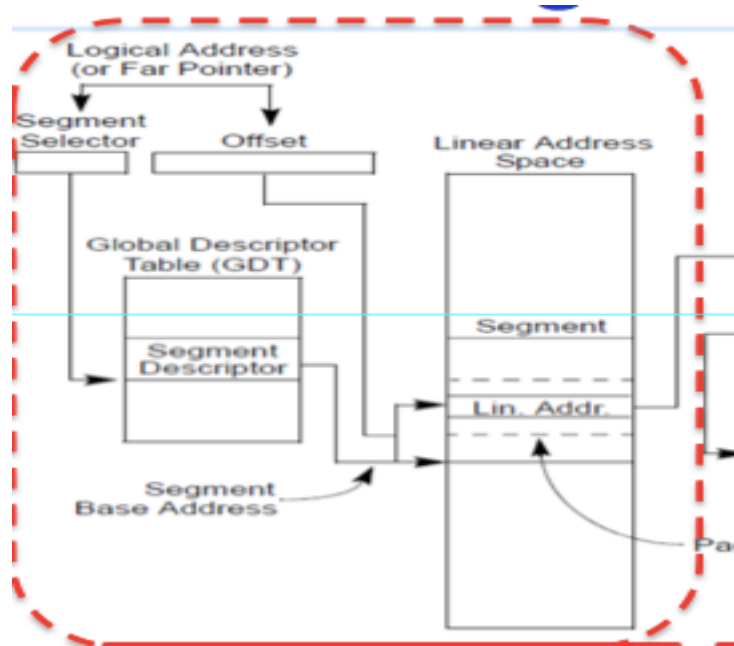 Logical Address
(or Far Pointer)
Segment
Selector
Offset
Linear Address
Space
Global Descriptor
Table (GDT)
Segment
Segment
Descriptor
Lin. Addr.
Segment
Base Address
Pa